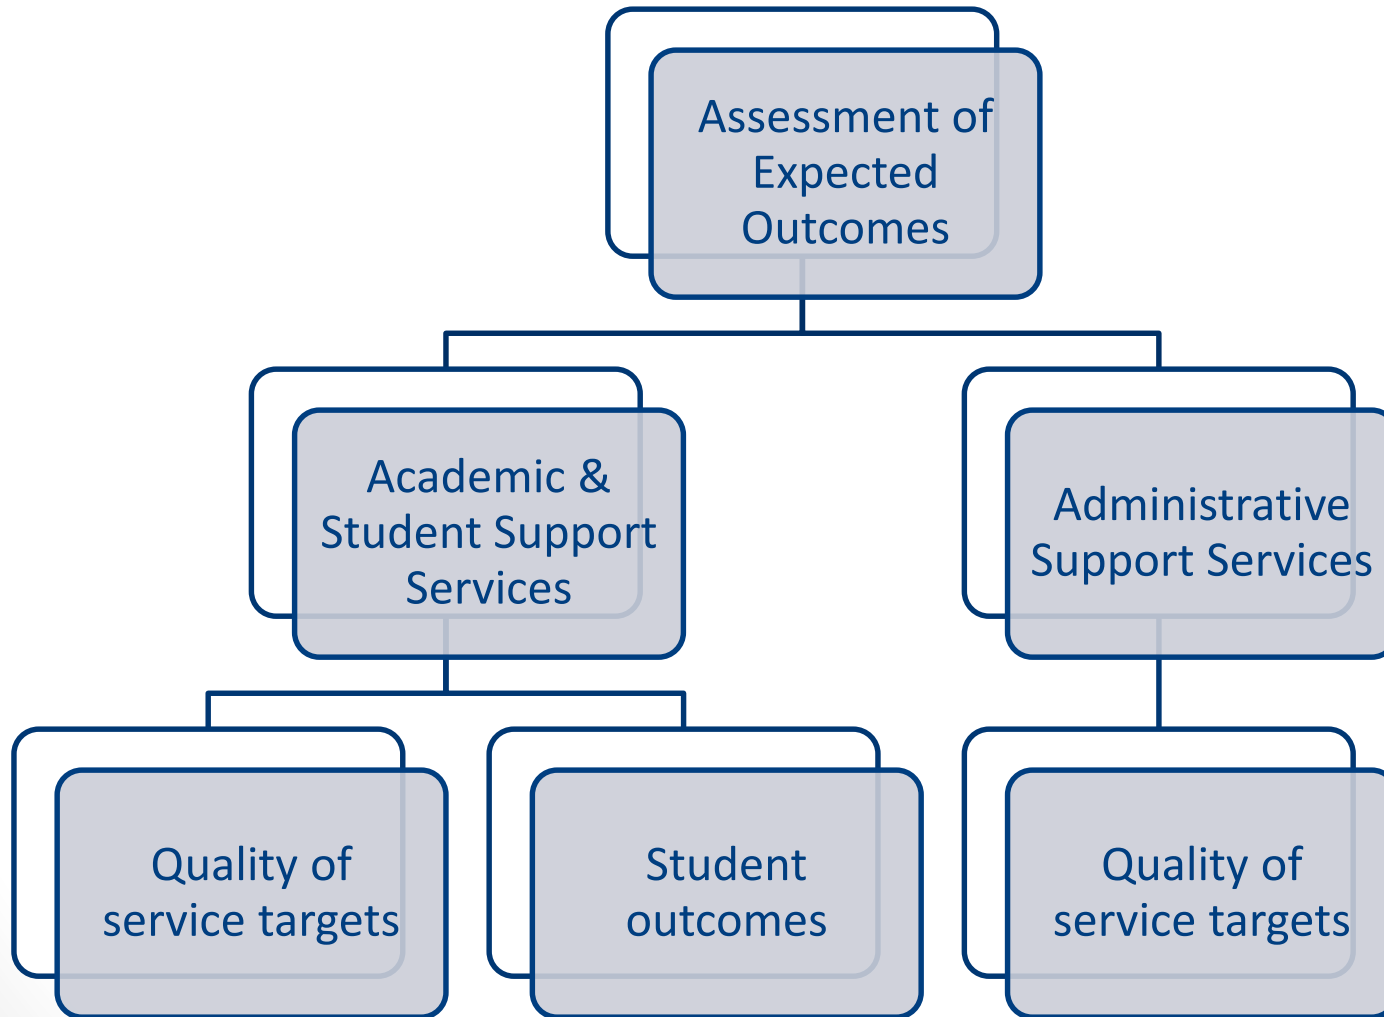 Assessment of
Expected
Outcomes
Academic &
Student Support
Services
Administrative
Support Services
Quality of
service targets
Student
outcomes
Quality of
service targets